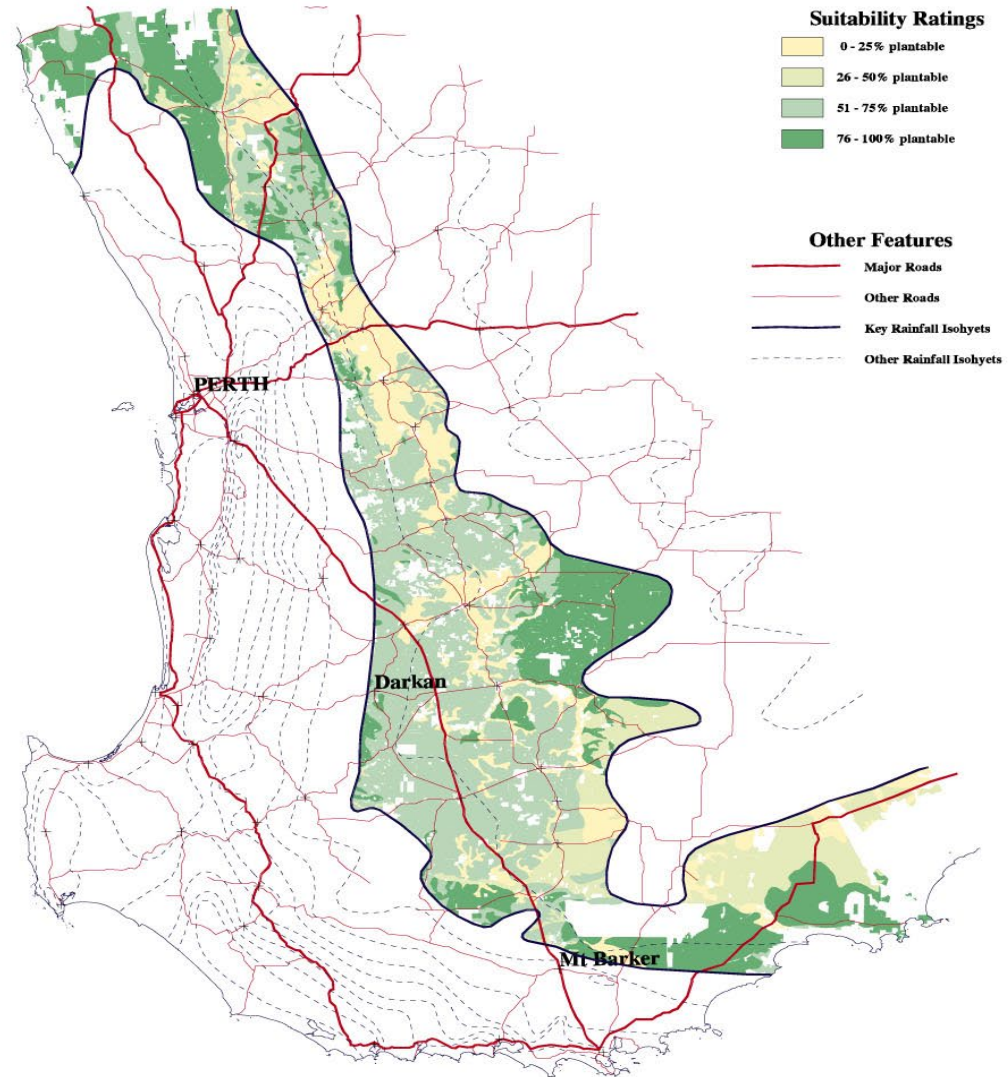 Suitability Ratings
0 - 25% plantable
26 - 50% plantable
51 - 75% plantable
76 - 100% plantable
Other Features
Major Roads
Other Roads
Key Rainfall Isohyets
Other Rainfall Isohyets
PERTH
Darkan
Mt Barker